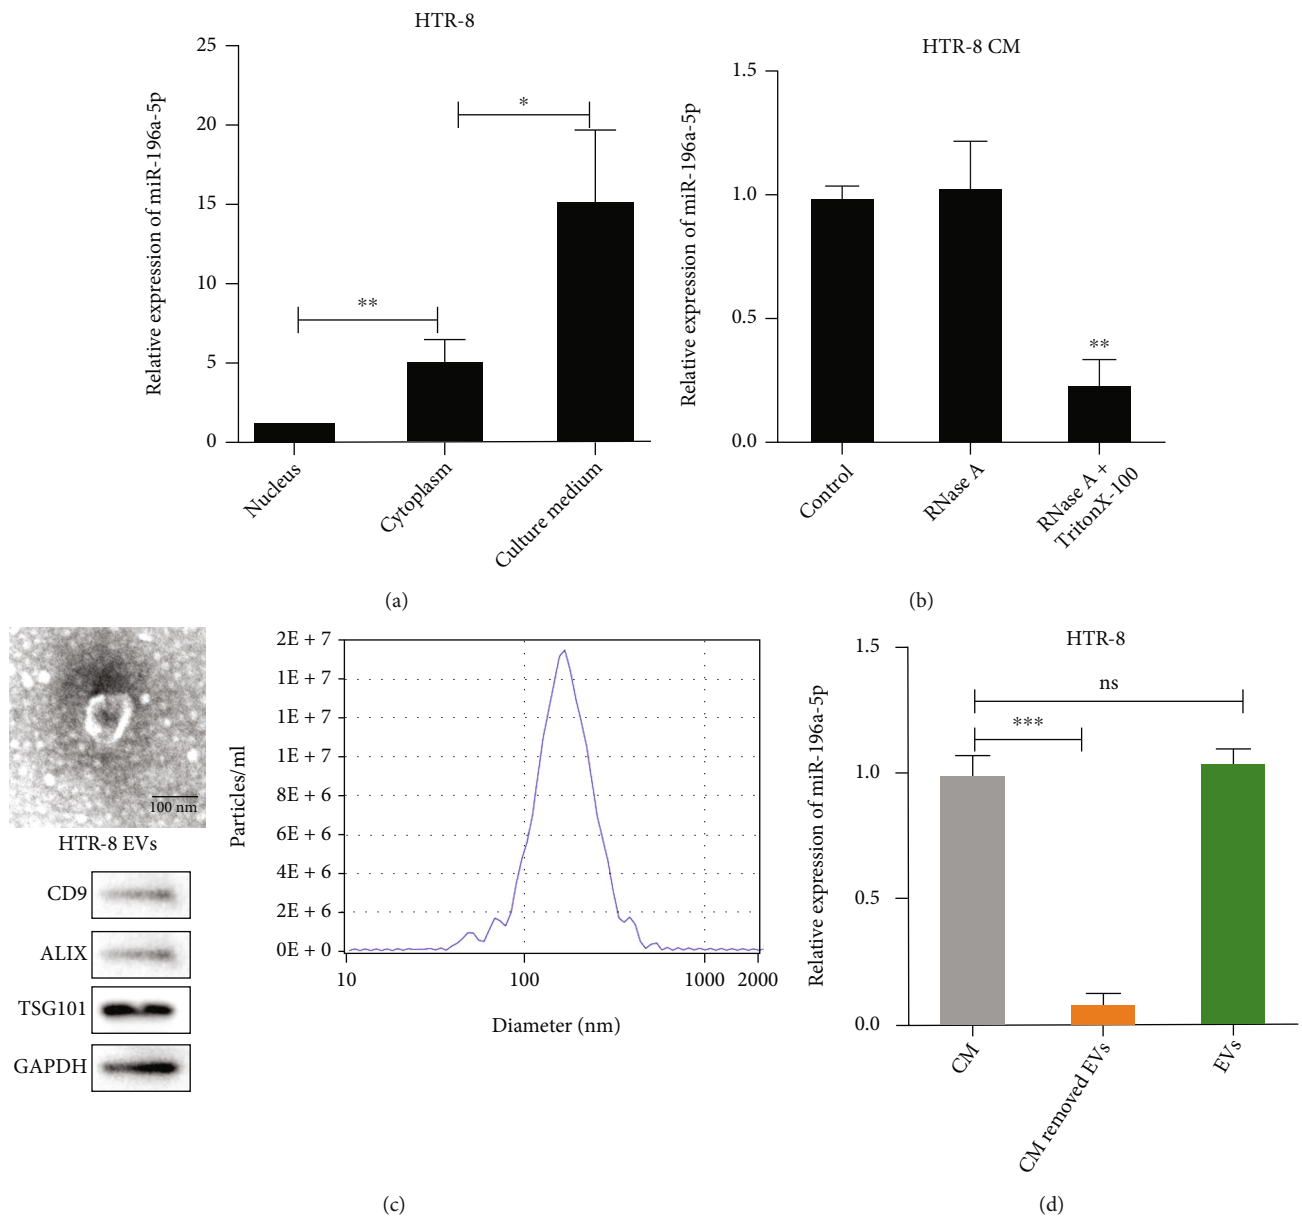 HTR-8
Relative expression of miR-196a-5p
25
20
15
10
5
0
**
*
Nucleus
Cytoplasm
Culture medium
(a)
HTR-8 CM
Relative expression of miR-196a-5p
1.5
1.0
0.5
0.0
**
Control
RNase A
RNase A +
TritonX-100
(b)
100 nm
HTR-8 EVs
CD9
ALIX
TSG101
GAPDH
Particles/ml
2E + 7
1E + 7
1E + 7
1E + 7
8E + 6
6E + 6
4E + 6
2E + 6
0E + 0
10
100
1000
2000
Diameter (nm)
(c)
HTR-8
Relative expression of miR-196a-5p
1.5
1.0
0.5
0.0
ns
***
CM
CM removed EVs
EVs
(d)